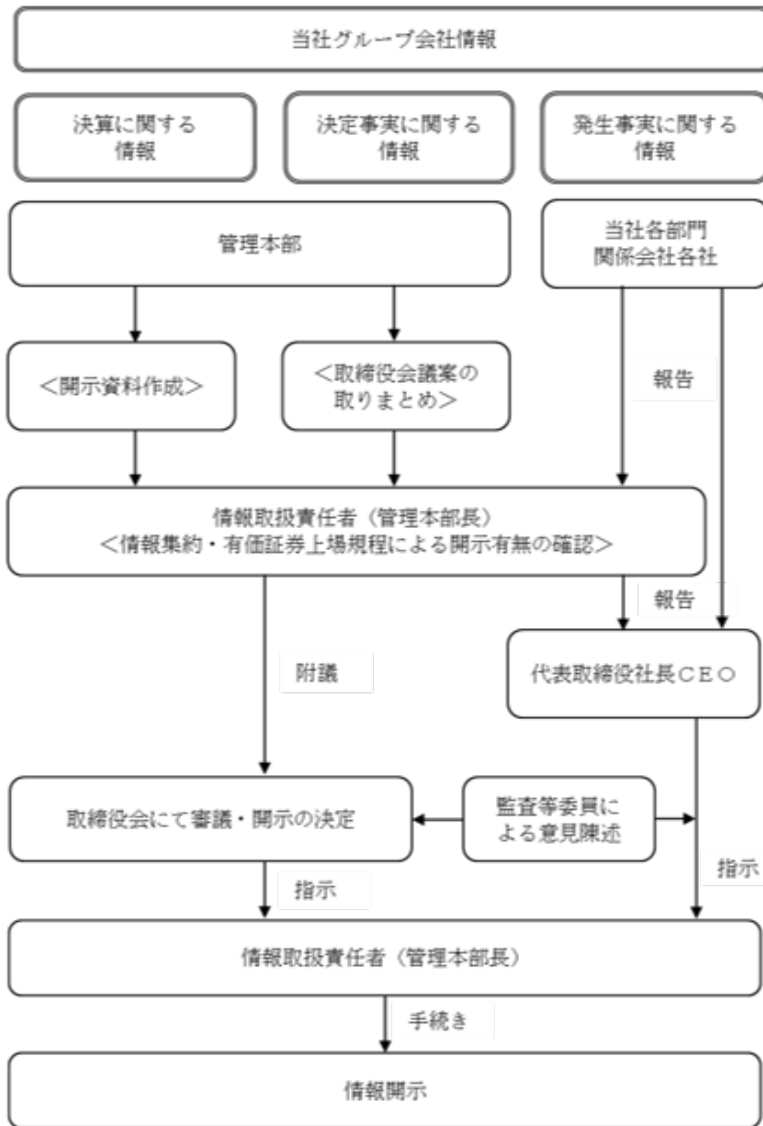 当社グループ会社情報
決算に関する
情報
決定事実に関する
情報
発生事実に関する
情報
管理本部
当社各部門
関係会社各社
＜開示資料作成＞
＜取締役会議案の
取りまとめ＞
報告
情報取扱責任者（管理本部長）
＜情報集約・有価証券上場規程による開示有無の確認＞
報告
附議
代表取締役社長ＣＥＯ
取締役会にて審議・開示の決定
監査等委員に
よる意見陳述
指示
指示
情報取扱責任者（管理本部長）
手続き
情報開示